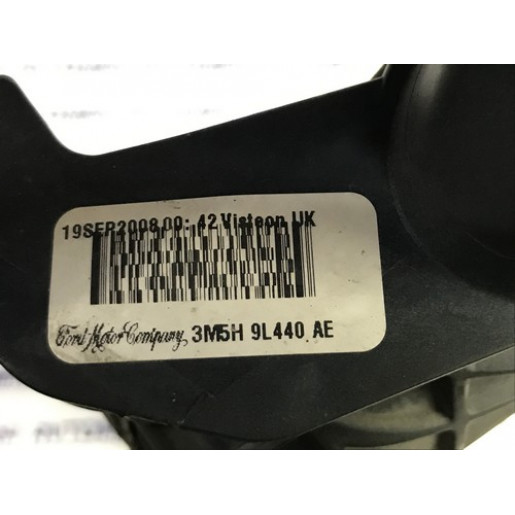 19SEP2008 00: 42 Visteon UK
Ford Motor Company 3M5H 9L440 AE